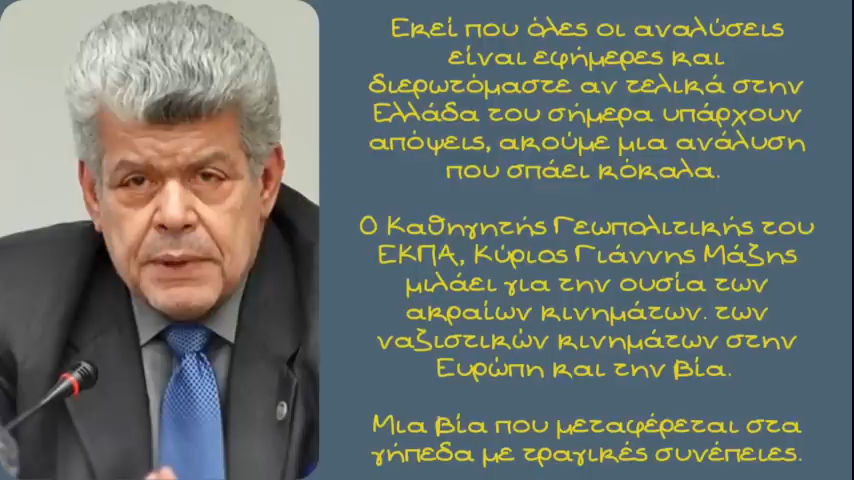 Εκεί που όλες οι αναλύσεις
είναι εφήμερες και
διερωτόμαστε αν τελικά στην
Ελλάδα του σήμερα υπάρχουν
απόψεις, ακούμε μια ανάλυση
που σπάει κόκαλα.
Ο Καθηγητής Γεωπολιτικής του
ΕΚΠΑ, Κύριος Γιάννης Μάζης
μιλάει για την ουσία των
ακραίων κινημάτων. των
ναζιστικών κινημάτων στην
Ευρώπη και την βία.
Μια βία που μεταφέρεται στα
γήπεδα με τραγικές συνέπειες.